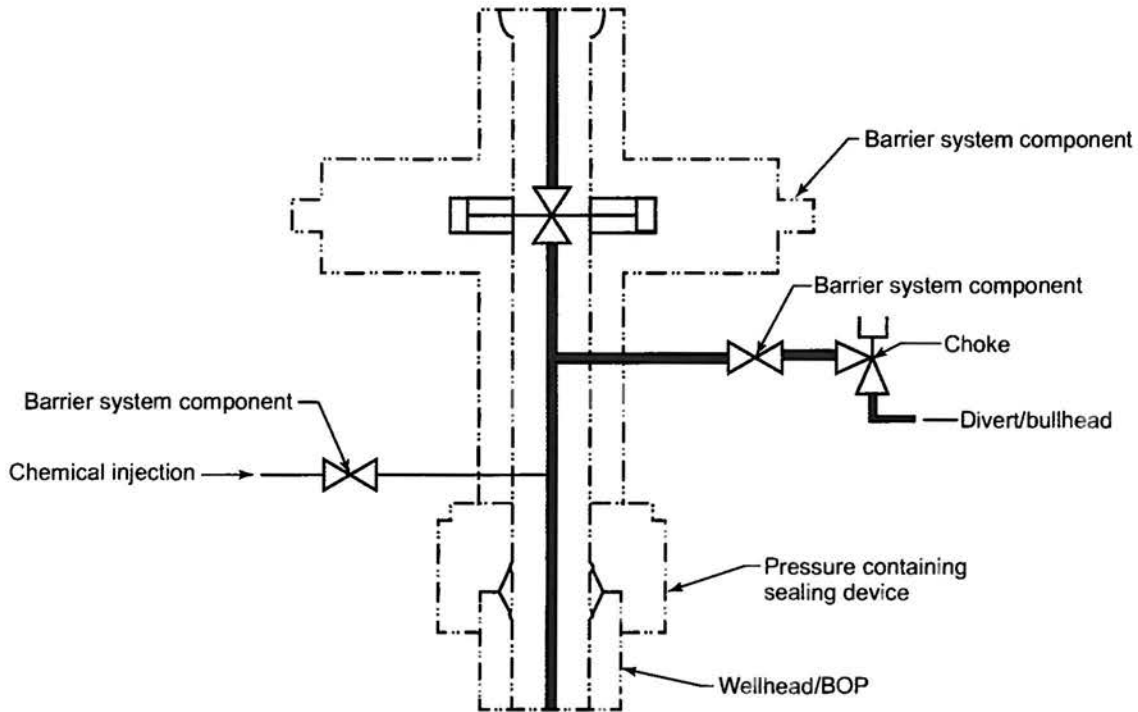 Barrier system component
Barrier system component
Choke
Barrier system component
Divert/bullhead
Chemical injection
Pressure containing
sealing device
Wellhead/BOP